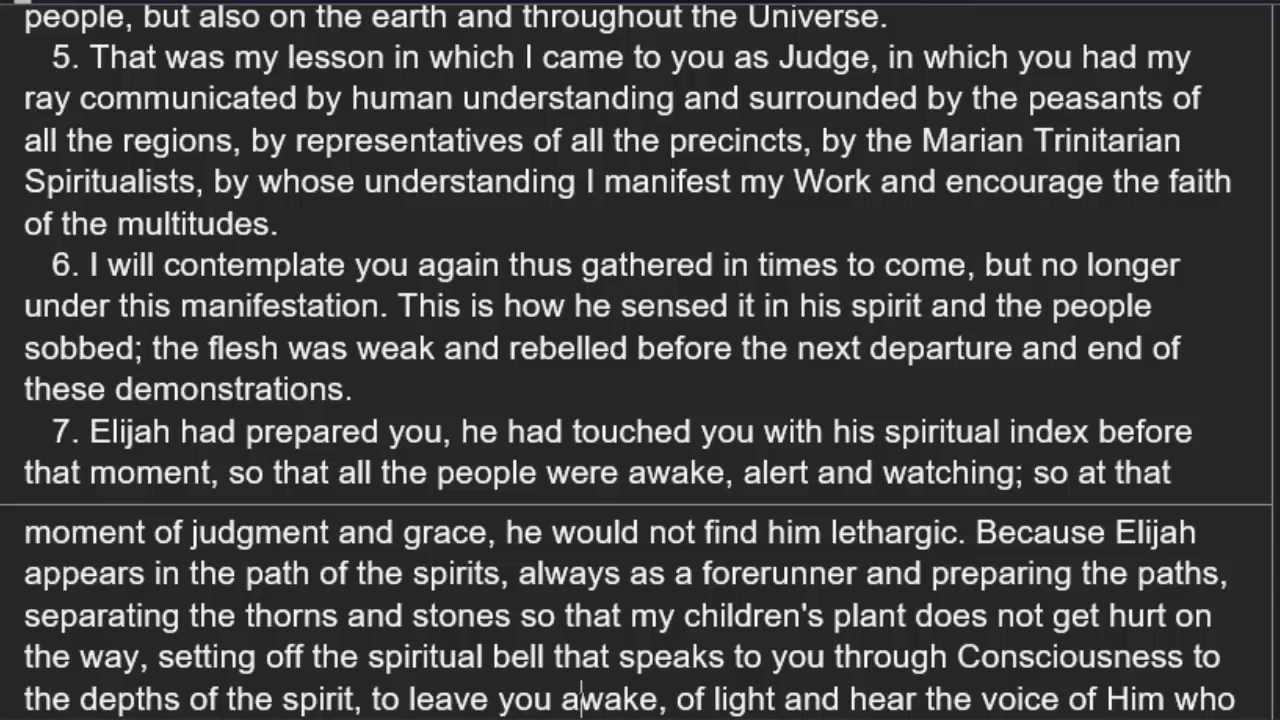 people, but also on the earth and throughout the Universe.
5. That was my lesson in which I came to you as Judge, in which you had my
ray communicated by human understanding and surrounded by the peasants of
all the regions, by representatives of all the precincts, by the Marian Trinitarian
Spiritualists, by whose understanding I manifest my Work and encourage the faith
of the multitudes.
6. I will contemplate you again thus gathered in times to come, but no longer
under this manifestation. This is how he sensed it in his spirit and the people
sobbed; the flesh was weak and rebelled before the next departure and end of
these demonstrations.
7. Elijah had prepared you, he had touched you with his spiritual index before
that moment, so that all the people were awake, alert and watching; so at that
moment of judgment and grace, he would not find him lethargic. Because Elijah
appears in the path of the spirits, always as a forerunner and preparing the paths,
separating the thorns and stones so that my children's plant does not get hurt on
the way, setting off the spiritual bell that speaks to you through Consciousness to
the depths of the spirit, to leave you awake, of light and hear the voice of Him who